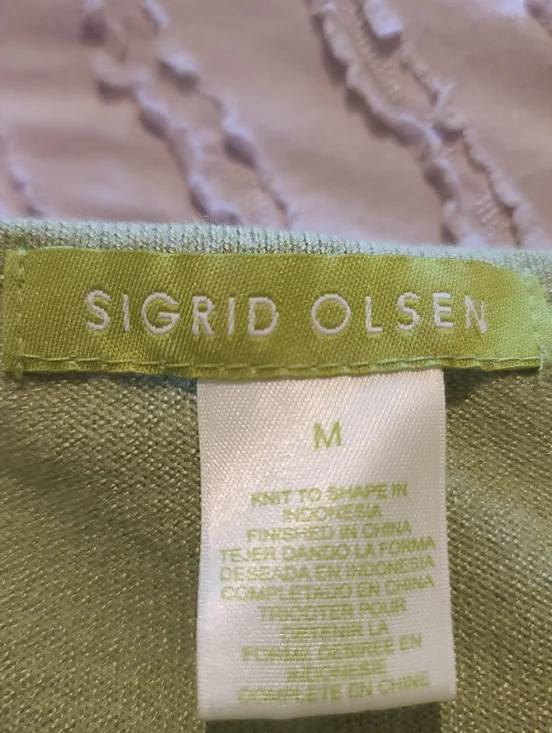 SIGRID OLSEN
M
KNIT TO SHAPE IN
INDONESIA
FINISHED IN CHINA
TEJER DANDO LA FORMA
DESEADA EN INDONESIA
COMPLETADO EN CHINA
TRICOTER POUR
OBTENIR LA
FORME DESIREE EN
INDONESIE
COMPLETE EN CHINE